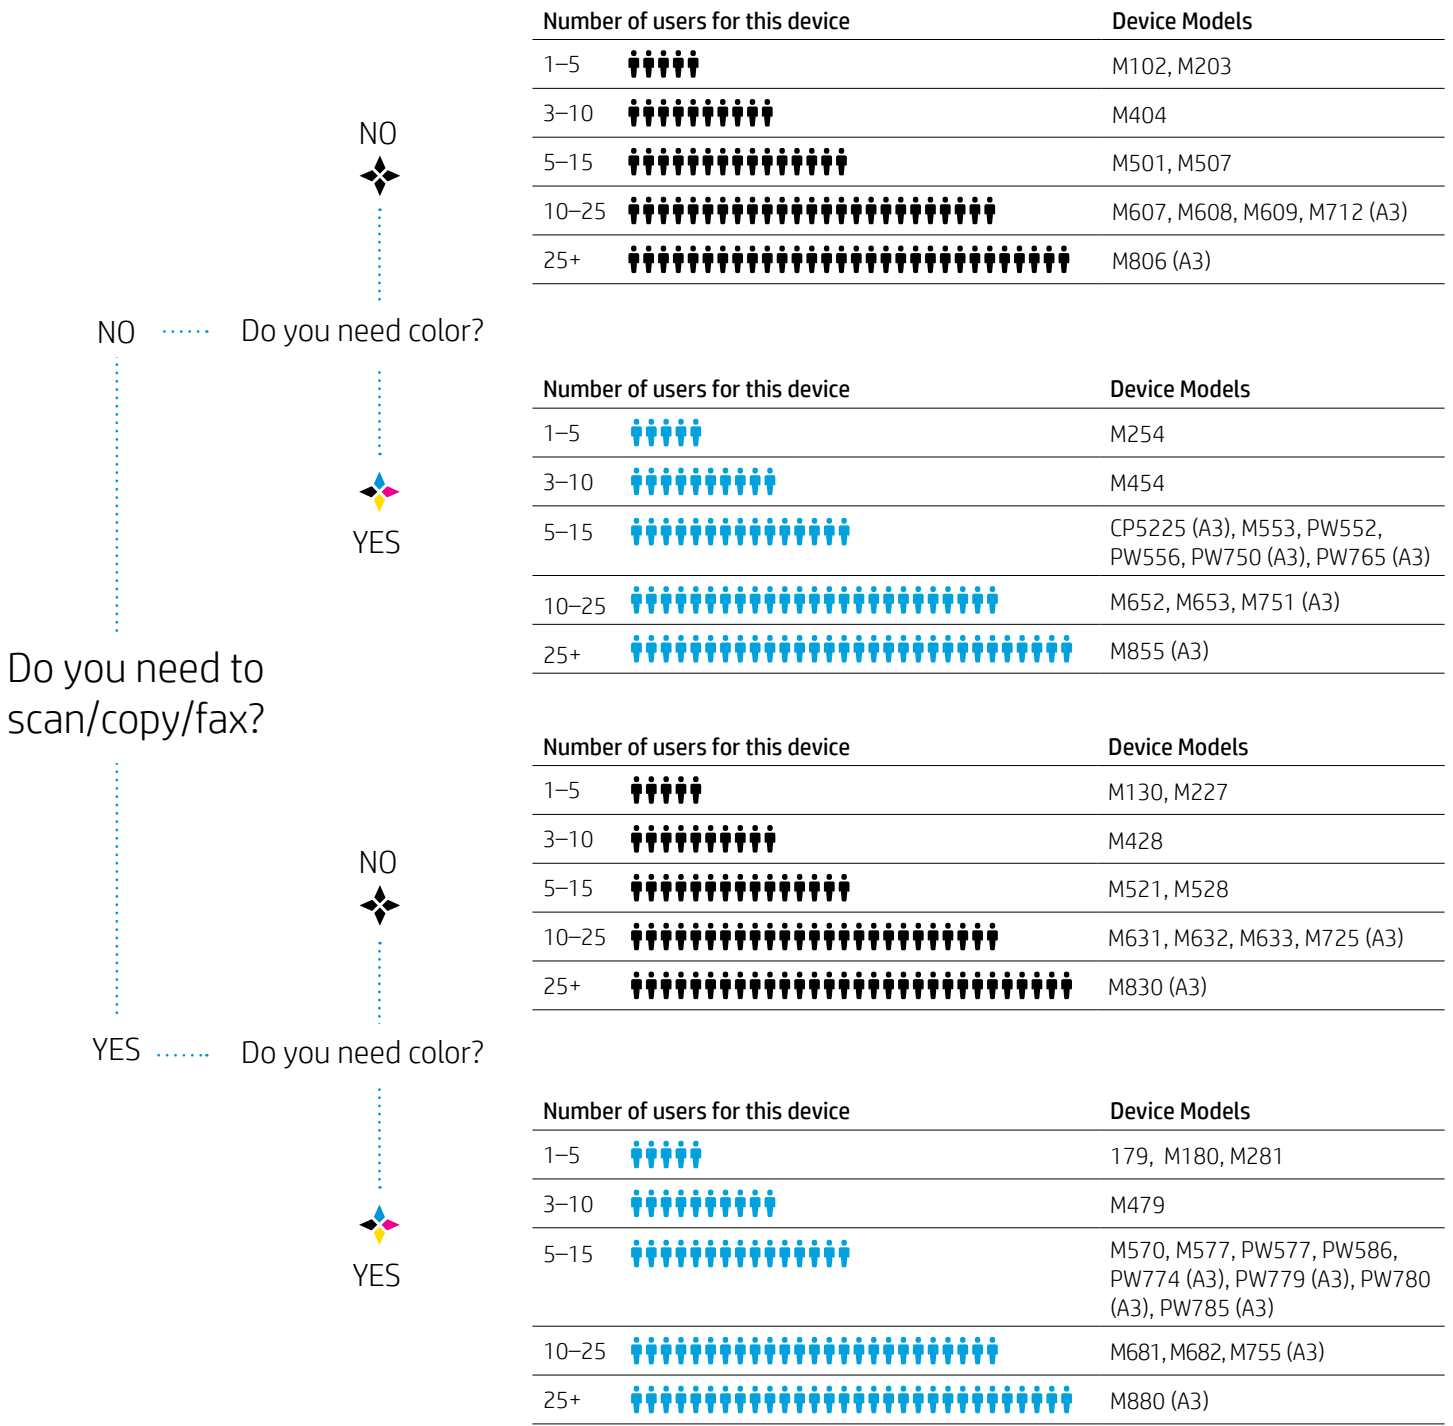 Number of users for this device Device Models
1–5 M102, M203
3–10 M404
5–15 M501, M507
10–25 M607, M608, M609, M712 (A3)
25+ M806 (A3)
NO
NO Do you need color?
YES
Number of users for this device Device Models
1–5 M254
3–10 M454
5–15 CP5225 (A3), M553, PW552,
PW556, PW750 (A3), PW765 (A3)
10–25 M652, M653, M751 (A3)
25+ M855 (A3)
Do you need to
scan/copy/fax?
Number of users for this device Device Models
1–5 M130, M227
3–10 M428
5–15 M521, M528
10–25 M631, M632, M633, M725 (A3)
25+ M830 (A3)
NO
YES Do you need color?
YES
Number of users for this device Device Models
1–5 179, M180, M281
3–10 M479
5–15 M570, M577, PW577, PW586,
PW774 (A3), PW779 (A3), PW780
(A3), PW785 (A3)
10–25 M681, M682, M755 (A3)
25+ M880 (A3)